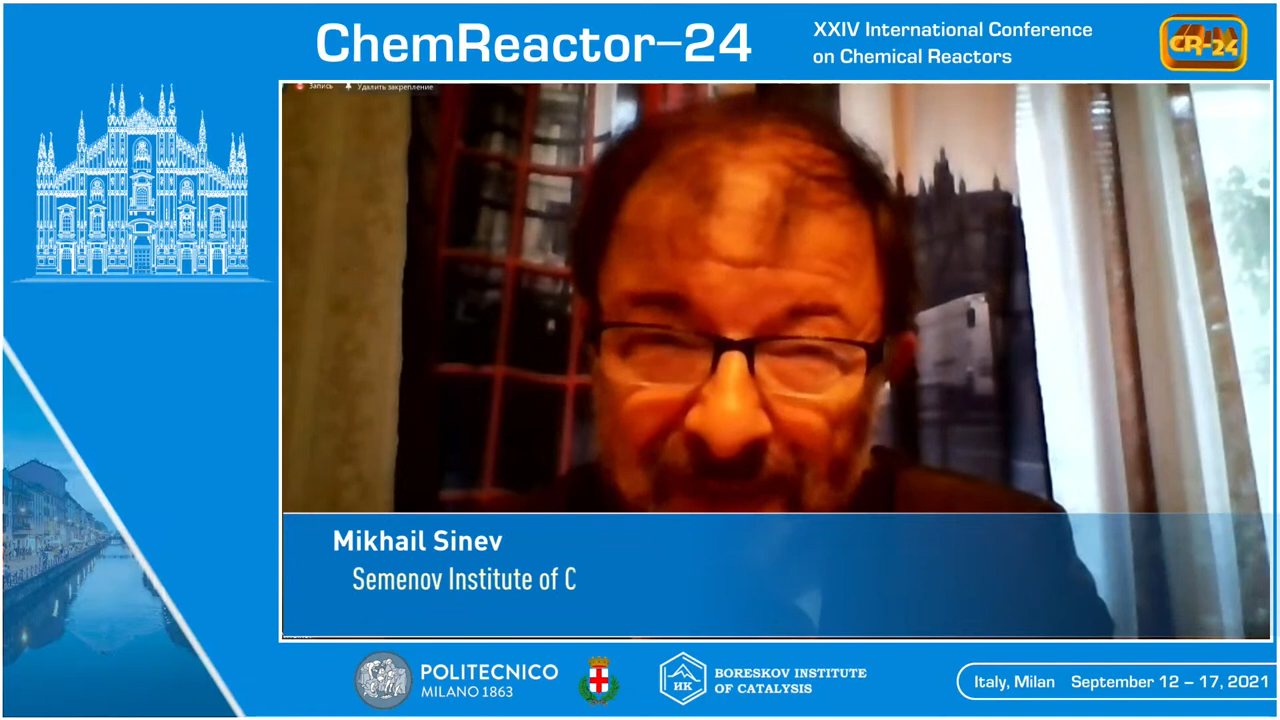 ChemReactor–24
XXIV International Conference
on Chemical Reactors
CR-24
Запись
Удалить закрепление
Mikhail Sinev
Semenov Institute of C
POLITECNICO
MILANO 1863
НК
BORESKOV INSTITUTE
OF CATALYSIS
Italy, Milan September 12 – 17, 2021